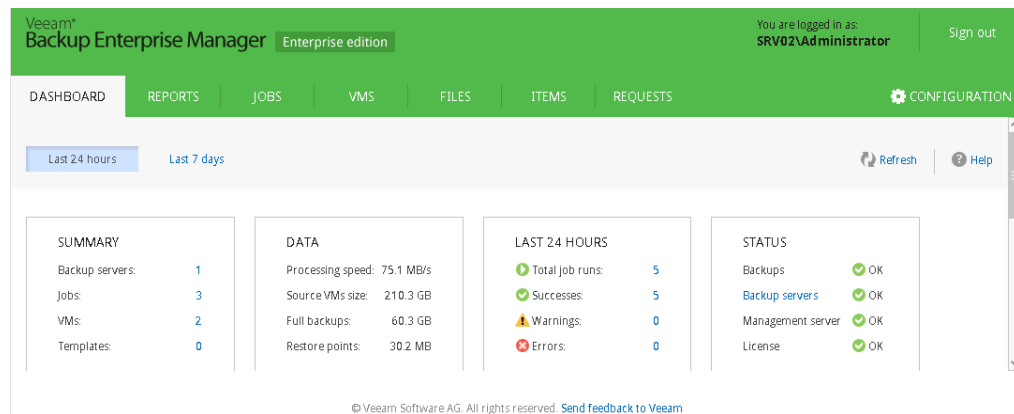 Veeam®
Backup Enterprise Manager Enterprise edition
You are logged in as:
SRV02\Administrator
Sign out
DASHBOARD REPORTS JOBS VMS FILES ITEMS REQUESTS CONFIGURATION
Last 24 hours Last 7 days Refresh Help
SUMMARY
Backup servers: 1
Jobs: 3
VMs: 2
Templates: 0
DATA
Processing speed: 75.1 MB/s
Source VMs size: 210.3 GB
Full backups: 60.3 GB
Restore points: 30.2 MB
LAST 24 HOURS
Total job runs: 5
Successes: 5
Warnings: 0
Errors: 0
STATUS
Backups OK
Backup servers OK
Management server OK
License OK
© Veeam Software AG. All rights reserved. Send feedback to Veeam